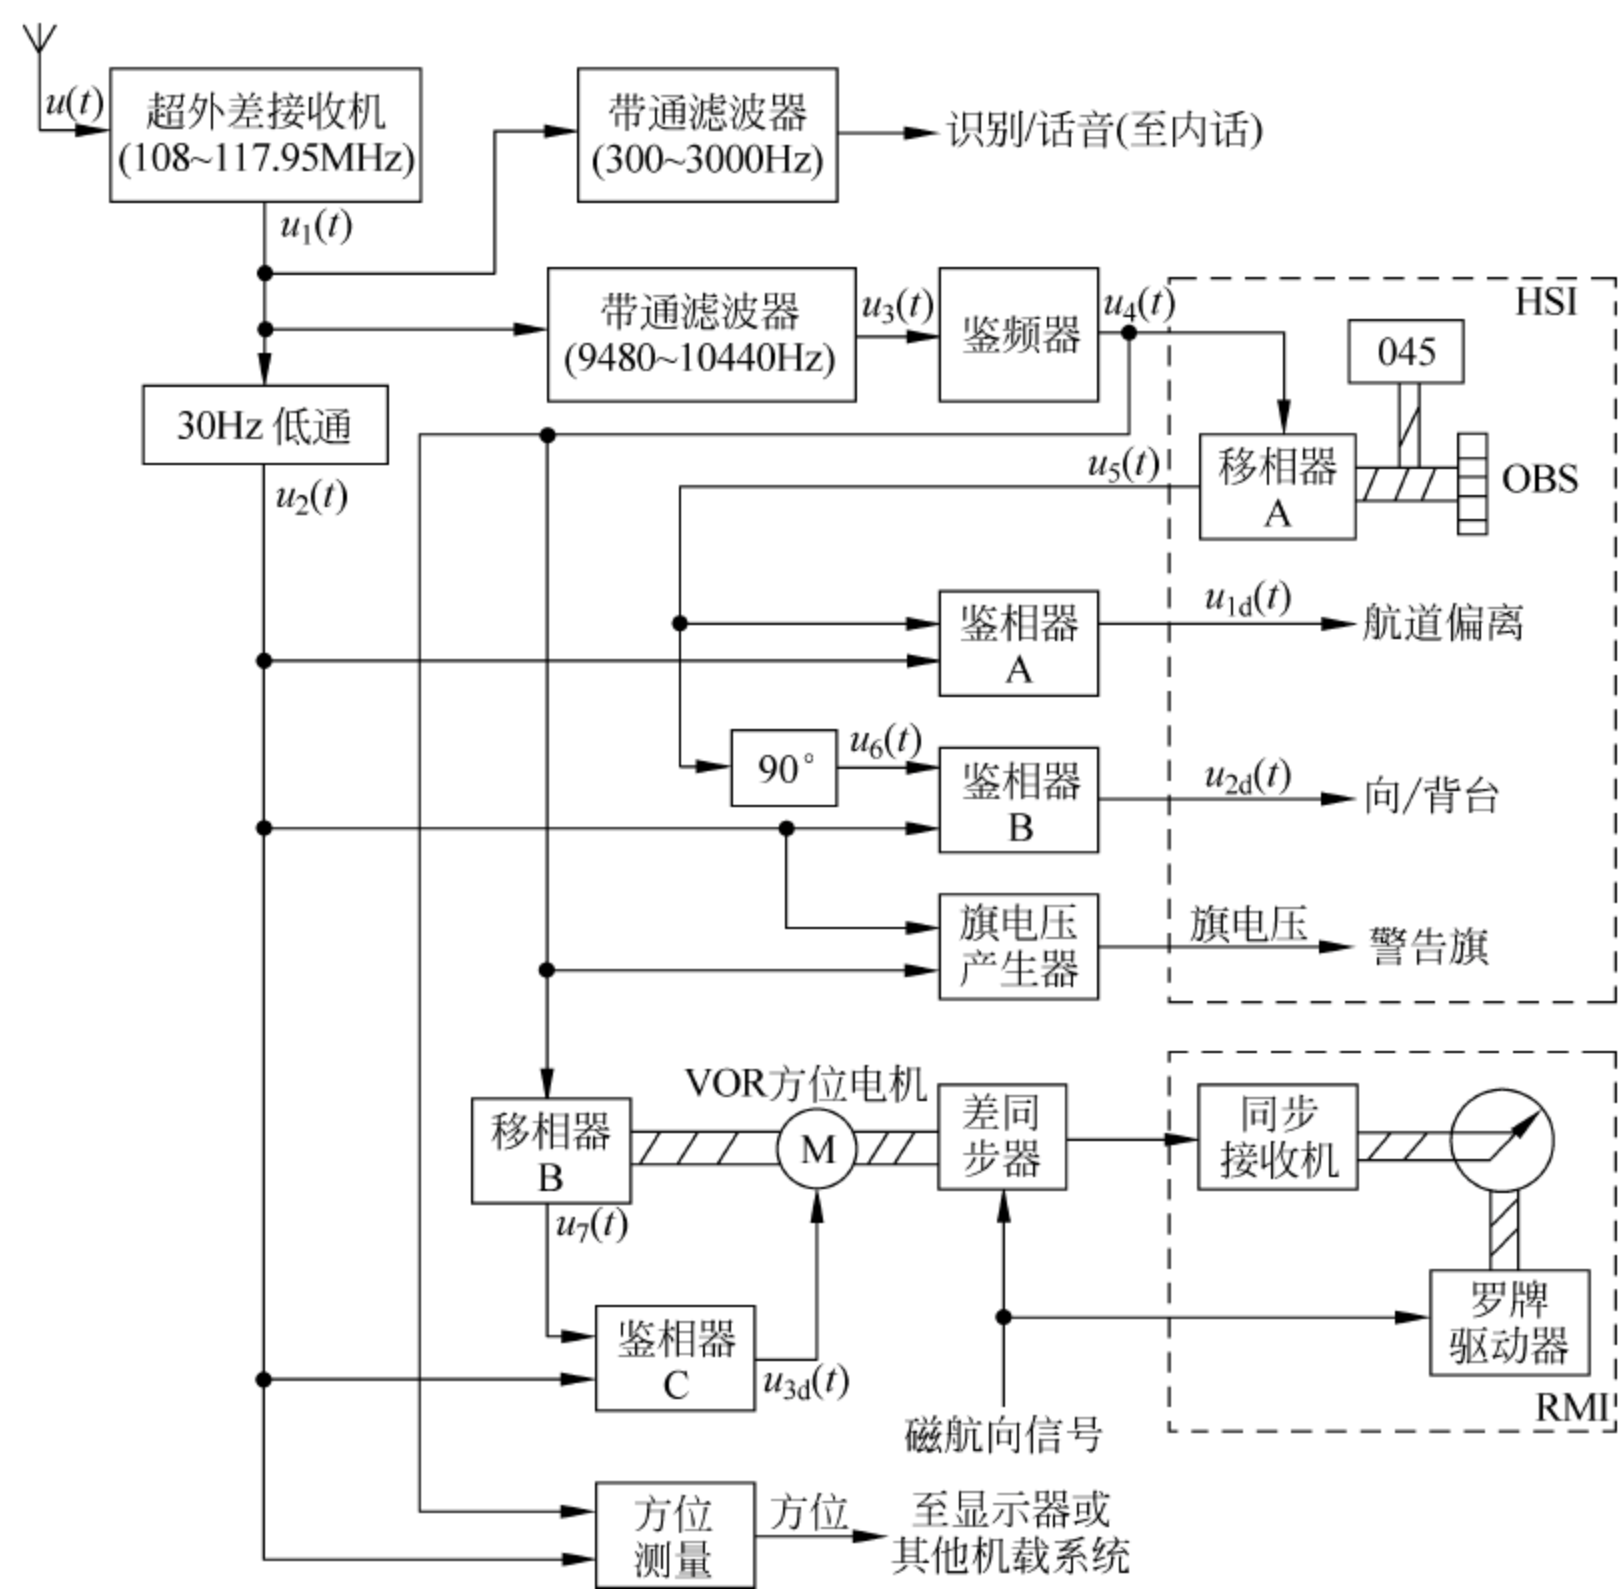 u(t)
超外差接收机
(108~117.95MHz)
带通滤波器
(300~3000Hz)
识别/话音(至内话)
u₁(t)
带通滤波器
(9480~10440Hz)
u₃(t)
鉴频器
u₄(t)
HSI
045
30Hz 低通
u₂(t)
u₅(t)
移相器
A
OBS
鉴相器
A
u₁d(t)
航道偏离
90°
u₆(t)
鉴相器
B
u₂d(t)
向/背台
旗电压
产生器
旗电压
警告旗
VOR方位电机
移相器
B
M
差同
步器
同步
接收机
u₇(t)
鉴相器
C
u₃d(t)
罗牌
驱动器
RMI
磁航向信号
方位
测量
方位
至显示器或
其他机载系统